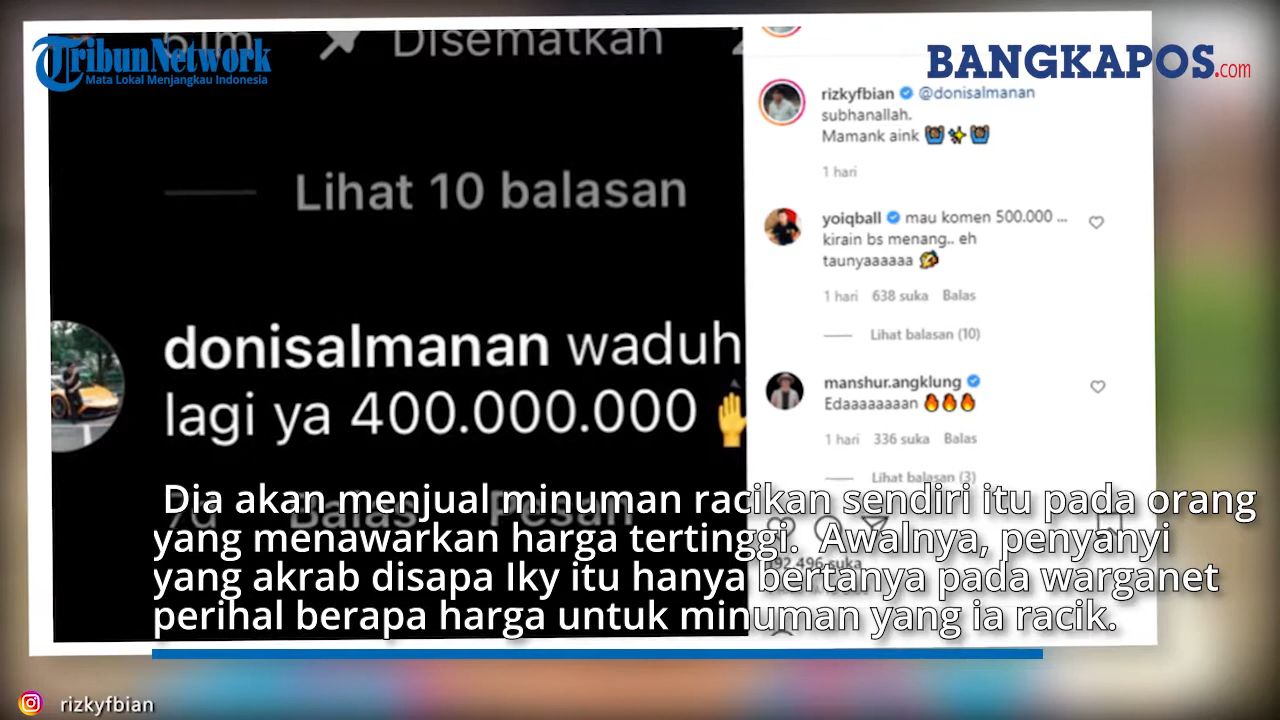 TribunNetwork
Mata Lokal Menjangkau Indonesia
BANGKAPOS.com
Disematkan
Lihat 10 balasan
donisalmanan waduh
lagi ya 400.000.000
Balas Pesan
rizkyfbian @donisalmanan
subhanallah.
Mamank aink
1 hari
yoiqball mau komen 500.000 ...
kirain bs menang.. eh
taunyaaaaaa
1 hari 638 suka Balas
Lihat balasan (10)
manshur.angklung
Edaaaaaaaan
1 hari 336 suka Balas
Lihat balasan (3)
Dia akan menjual minuman racikan sendiri itu pada orang
yang menawarkan harga tertinggi. Awalnya, penyanyi
yang akrab disapa Iky itu hanya bertanya pada warganet
perihal berapa harga untuk minuman yang ia racik.
rizkyfbian